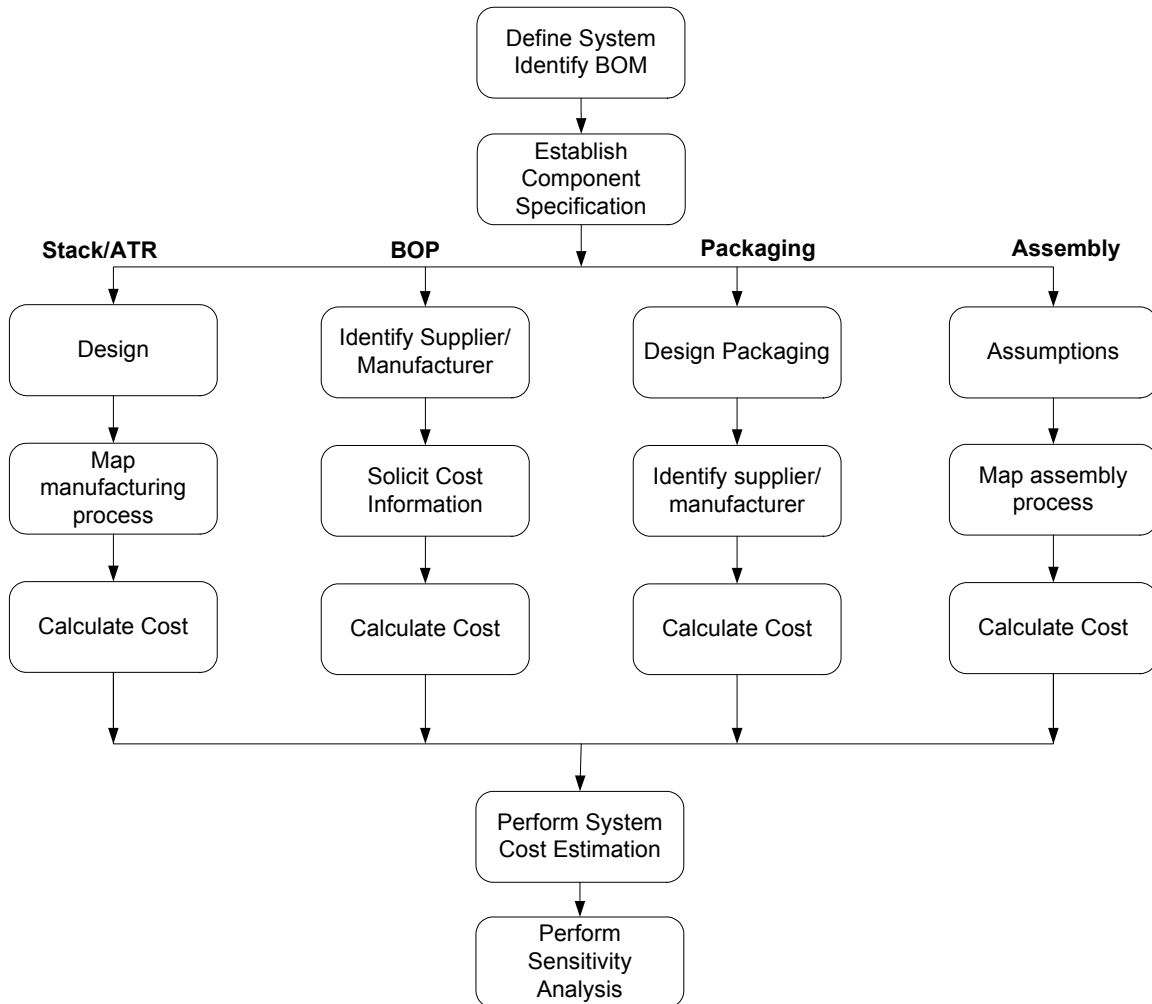 Define System
Identify BOM
Establish
Component
Specification
Stack/ATR
BOP
Packaging
Assembly
Design
Identify Supplier/
Manufacturer
Design Packaging
Assumptions
Map
manufacturing
process
Solicit Cost
Information
Identify supplier/
manufacturer
Map assembly
process
Calculate Cost
Calculate Cost
Calculate Cost
Calculate Cost
Perform System
Cost Estimation
Perform
Sensitivity
Analysis